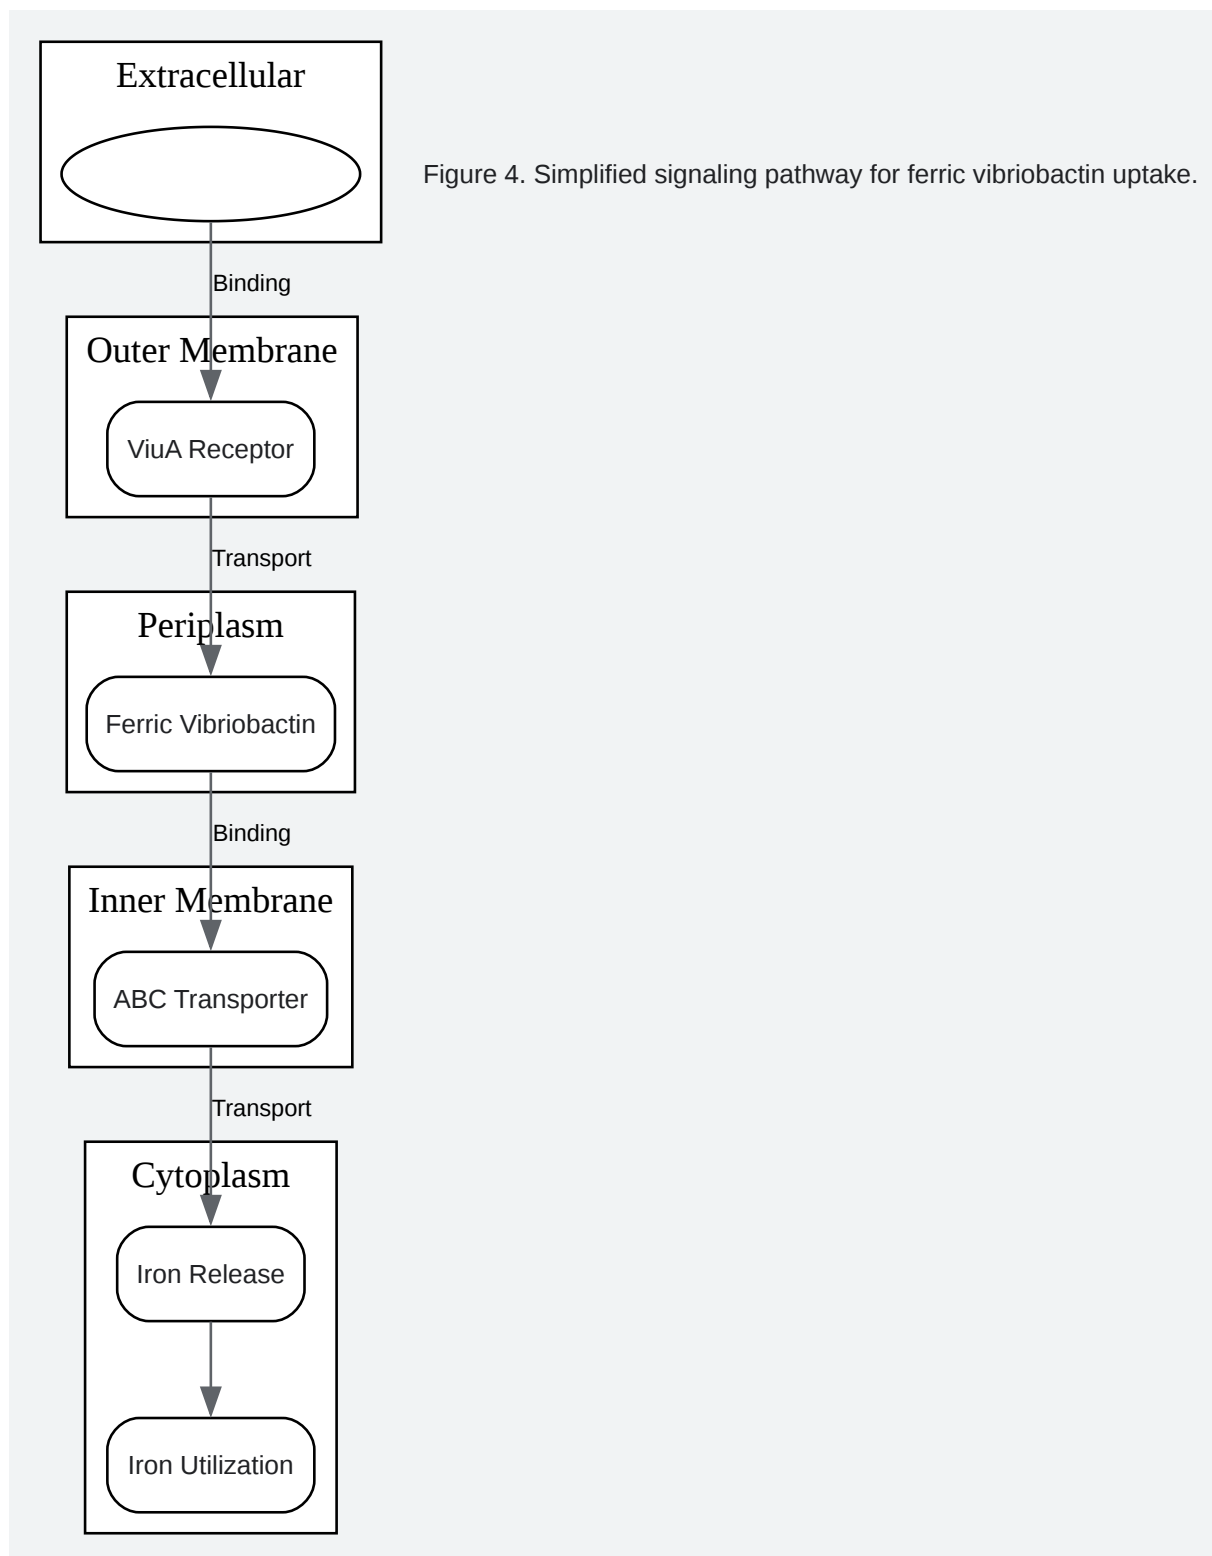 Extracellular
Figure 4. Simplified signaling pathway for ferric vibriobactin uptake.
Binding
Outer Membrane
ViuA Receptor
Transport
Periplasm
Ferric Vibriobactin
Binding
Inner Membrane
ABC Transporter
Transport
Cytoplasm
Iron Release
Iron Utilization